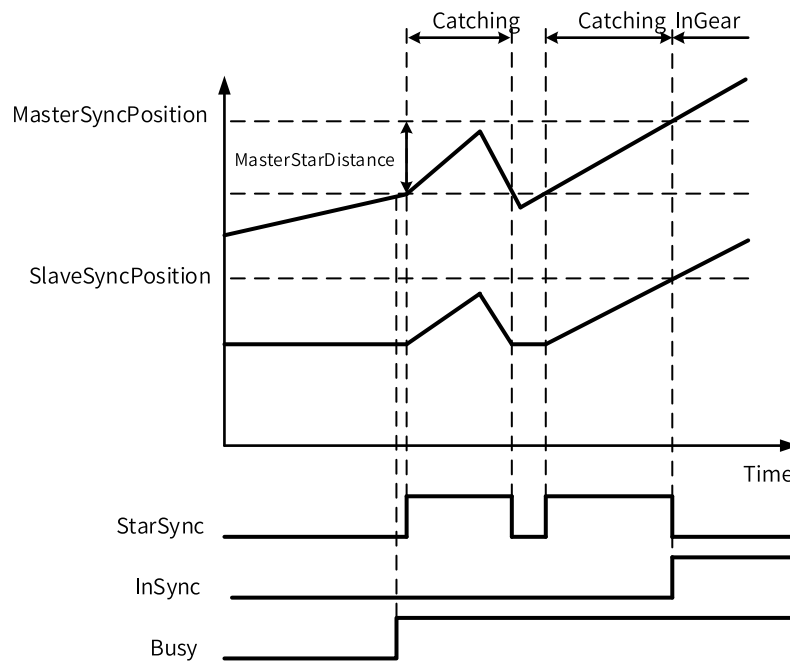 Catching
Catching InGear
MasterSyncPosition
MasterStarDistance
SlaveSyncPosition
Time
StarSync
InSync
Busy